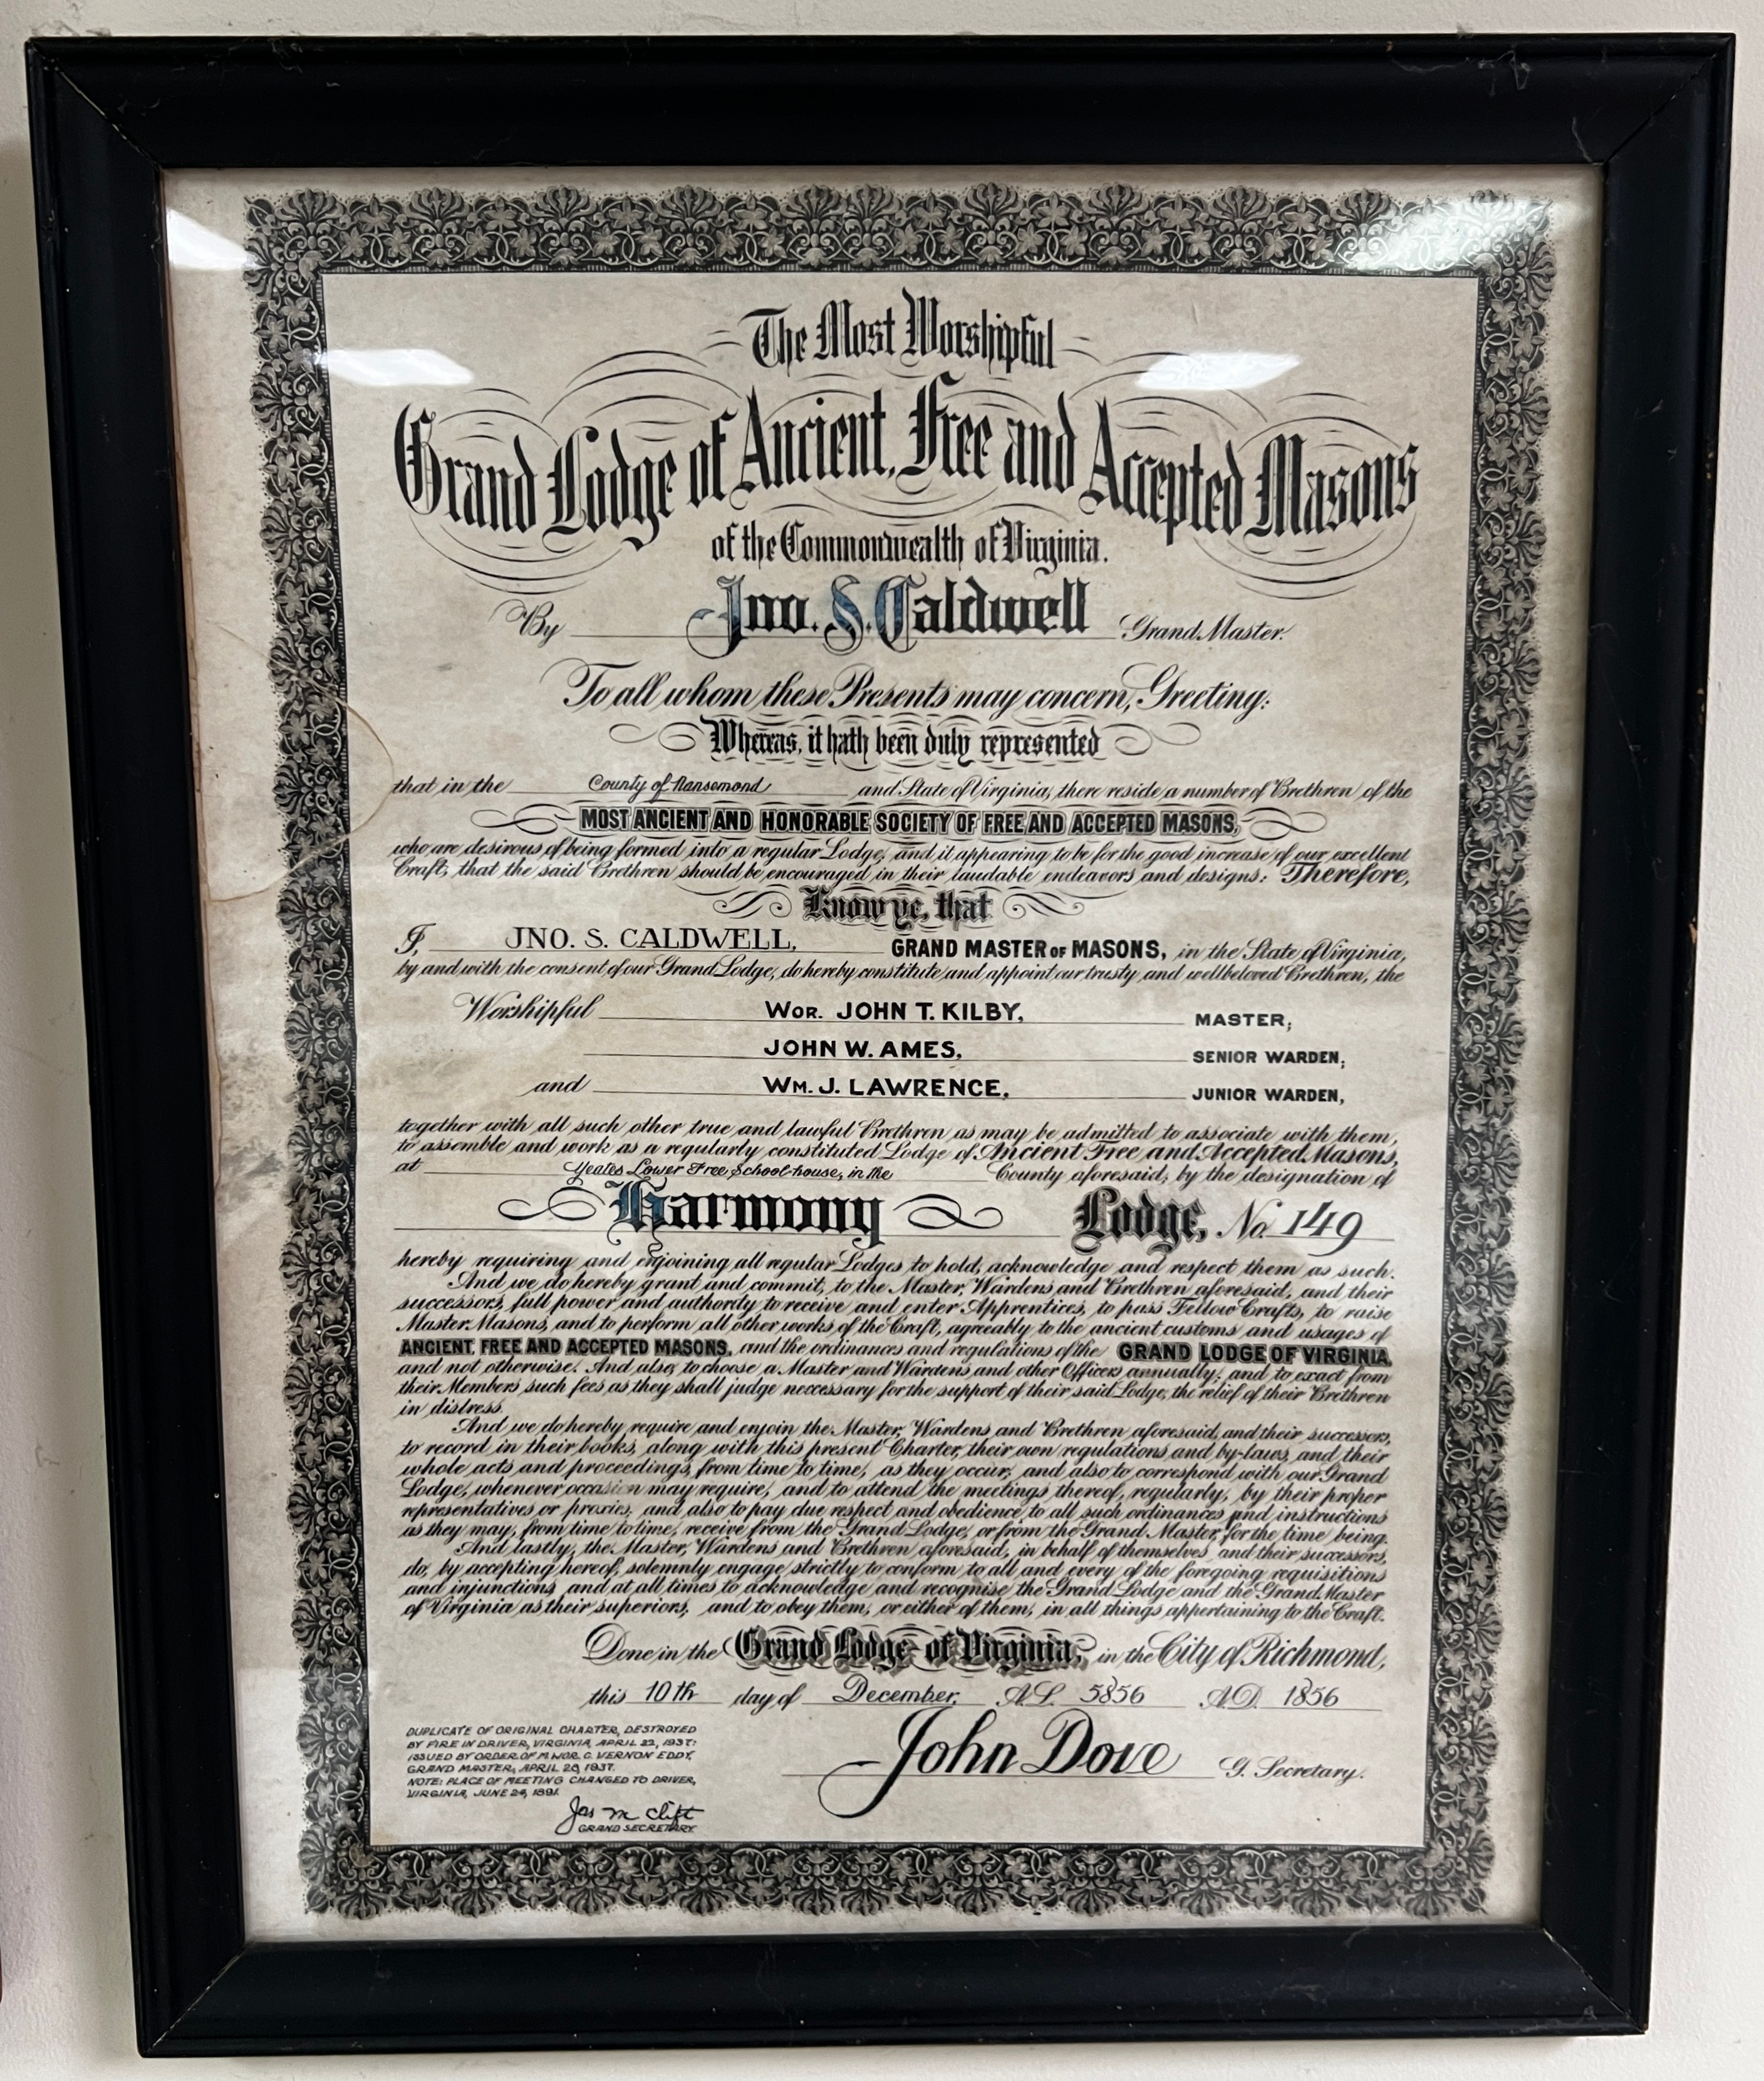 The Most Worshipful
Grand Lodge of Ancient, Free and Accepted Masons
of the Commonwealth of Virginia.
By Jno. S. Caldwell Grand Master.
To all whom these Presents may concern, Greeting:
Whereas, it hath been duly represented
that in the County of Nansemond and State of Virginia, there reside a number of Brethren of the
MOST ANCIENT AND HONORABLE SOCIETY OF FREE AND ACCEPTED MASONS,
who are desirous of being formed into a regular Lodge, and it appearing to be for the good increase of our excellent
Craft, that the said Brethren should be encouraged in their laudable endeavors and designs: Therefore,
Know ye, that
I, JNO. S. CALDWELL, GRAND MASTER OF MASONS, in the State of Virginia,
by and with the consent of our Grand Lodge, do hereby constitute and appoint our trusty and wellbeloved Brethren, the
Worshipful WOR. JOHN T. KILBY, MASTER,
JOHN W. AMES, SENIOR WARDEN,
and WM. J. LAWRENCE, JUNIOR WARDEN,
together with all such other true and lawful Brethren as may be admitted to associate with them,
to assemble and work as a regularly constituted Lodge of Ancient Free and Accepted Masons,
at Yeates Lower Free School-house, in the County aforesaid, by the designation of
Harmony Lodge, No. 149
hereby requiring and enjoining all regular Lodges to hold, acknowledge and respect them as such.
And we do hereby grant and commit, to the Master, Wardens and Brethren aforesaid, and their
successors, full power and authority to receive and enter Apprentices, to pass Fellow Crafts, to raise
Master Masons, and to perform all other works of the Craft, agreeably to the ancient customs and usages of
ANCIENT, FREE AND ACCEPTED MASONS, and the ordinances and regulations of the GRAND LODGE OF VIRGINIA,
and not otherwise. And also, to choose a Master and Wardens and other Officers annually; and to exact from
their Members such fees as they shall judge neccessary for the support of their said Lodge, the relief of their Brethren
in distress.
And we do hereby require and enjoin the Master, Wardens and Brethren aforesaid, and their successors,
to record in their books, along with this present Charter, their own regulations and by-laws, and their
whole acts and proceedings, from time to time, as they occur, and also to correspond with our Grand
Lodge, whenever occasion may require, and to attend the meetings thereof, regularly, by their proper
representatives or proxies, and also to pay due respect and obedience to all such ordinances and instructions
as they may, from time to time, receive from the Grand Lodge, or from the Grand Master, for the time being.
And lastly, the Master, Wardens and Brethren aforesaid, in behalf of themselves and their successors,
do, by accepting hereof, solemnly engage strictly to conform to all and every of the foregoing requisitions
and injunctions, and at all times to acknowledge and recognise the Grand Lodge and the Grand Master
of Virginia as their superiors, and to obey them, or either of them, in all things appertaining to the Craft.
Done in the Grand Lodge of Virginia, in the City of Richmond,
this 10th day of December, A.L. 5856 A.D. 1856
John Dove G. Secretary.
DUPLICATE OF ORIGINAL CHARTER, DESTROYED
BY FIRE IN DRIVER, VIRGINIA, APRIL 22, 1937:
ISSUED BY ORDER OF M. WOR. C. VERNON EDDY,
GRAND MASTER, APRIL 29, 1937.
NOTE: PLACE OF MEETING CHANGED TO DRIVER,
VIRGINIA, JUNE 24, 1891.
Jas M Clift
GRAND SECRETARY.